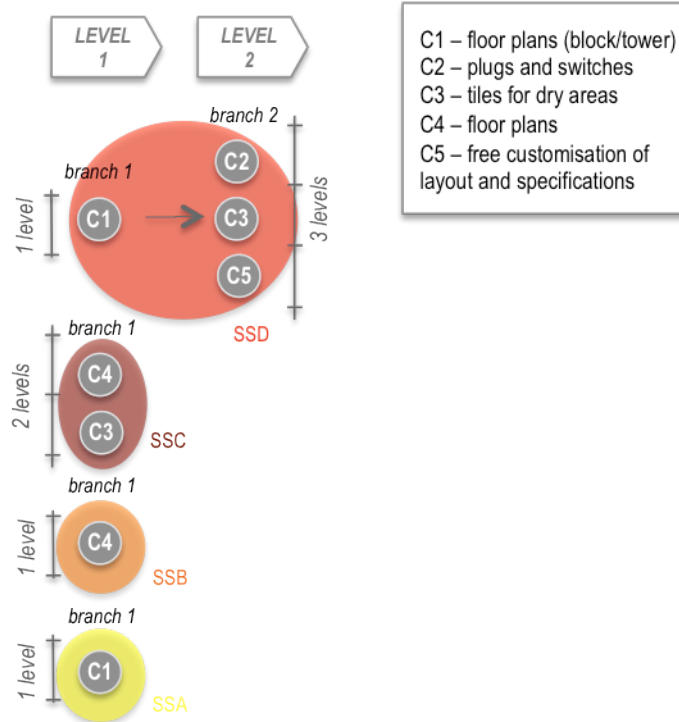 LEVEL
1
LEVEL
2
C1 – floor plans (block/tower)
C2 – plugs and switches
C3 – tiles for dry areas
C4 – floor plans
C5 – free customisation of
layout and specifications
branch 2
branch 1
C2
C1
C3
C5
1 level
3 levels
SSD
branch 1
C4
C3
2 levels
SSC
branch 1
C4
1 level
SSB
branch 1
C1
1 level
SSA